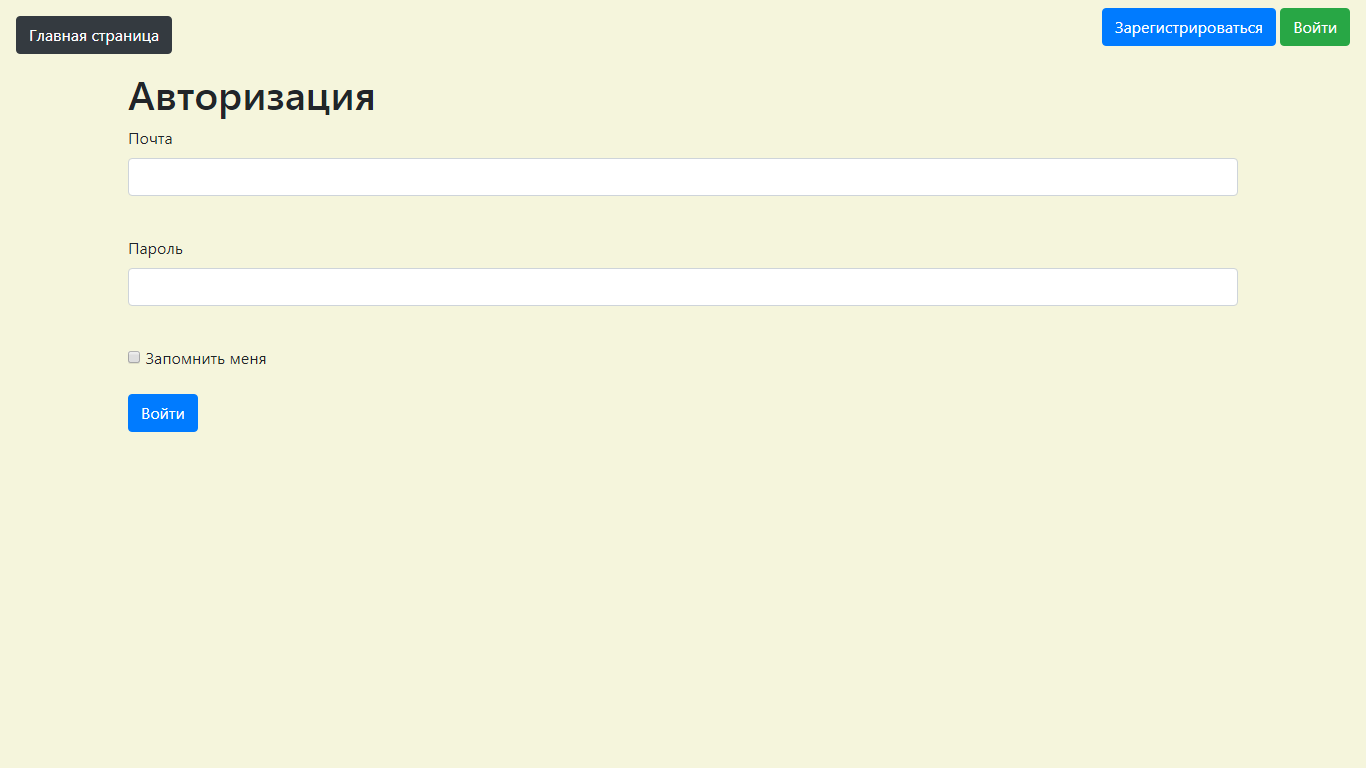 Главная страница
Зарегистрироваться
Войти
Авторизация
Почта
Пароль
Запомнить меня
Войти